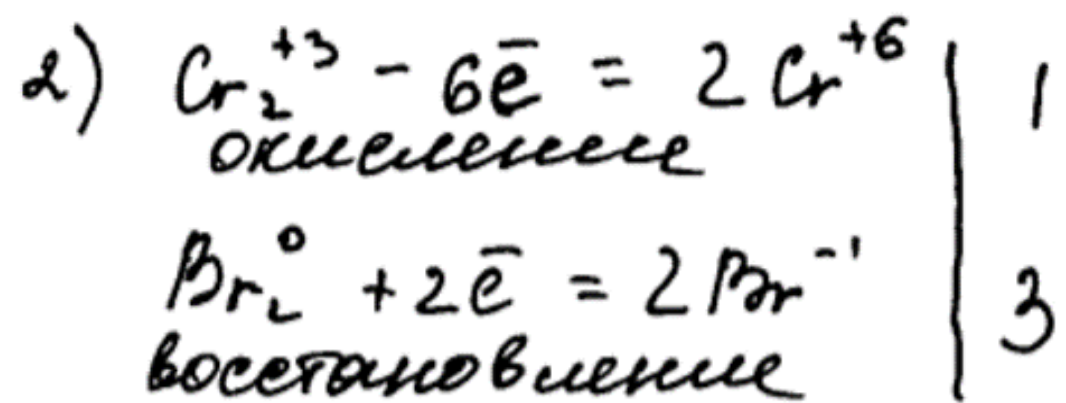 2) Cr₂⁺³ - 6ē = 2Cr⁺⁶ | 1
окисление
Br₂⁰ + 2ē = 2Br⁻¹ | 3
восстановление